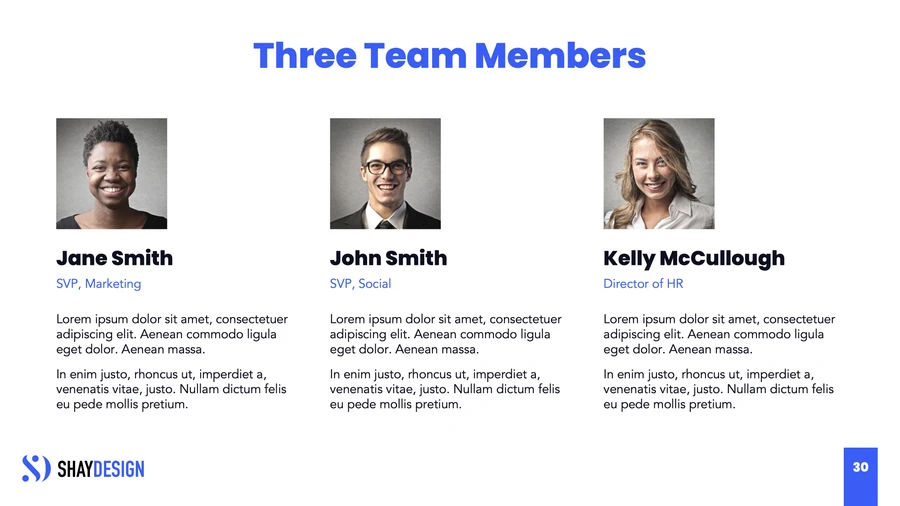 Three Team Members
Jane Smith
SVP, Marketing
Lorem ipsum dolor sit amet, consectetuer
adipiscing elit. Aenean commodo ligula
eget dolor. Aenean massa.
In enim justo, rhoncus ut, imperdiet a,
venenatis vitae, justo. Nullam dictum felis
eu pede mollis pretium.
John Smith
SVP, Social
Lorem ipsum dolor sit amet, consectetuer
adipiscing elit. Aenean commodo ligula
eget dolor. Aenean massa.
In enim justo, rhoncus ut, imperdiet a,
venenatis vitae, justo. Nullam dictum felis
eu pede mollis pretium.
Kelly McCullough
Director of HR
Lorem ipsum dolor sit amet, consectetuer
adipiscing elit. Aenean commodo ligula
eget dolor. Aenean massa.
In enim justo, rhoncus ut, imperdiet a,
venenatis vitae, justo. Nullam dictum felis
eu pede mollis pretium.
SHAYDESIGN
30